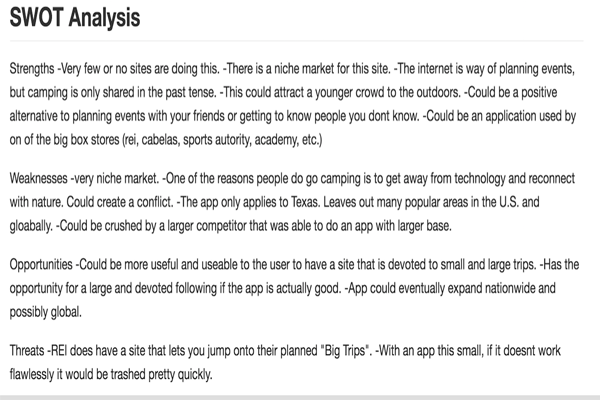 SWOT Analysis
Strengths -Very few or no sites are doing this. -There is a niche market for this site. -The internet is way of planning events,
but camping is only shared in the past tense. -This could attract a younger crowd to the outdoors. -Could be a positive
alternative to planning events with your friends or getting to know people you dont know. -Could be an application used by
on of the big box stores (rei, cabelas, sports autority, academy, etc.)
Weaknesses -very niche market. -One of the reasons people do go camping is to get away from technology and reconnect
with nature. Could create a conflict. -The app only applies to Texas. Leaves out many popular areas in the U.S. and
gloabally. -Could be crushed by a larger competitor that was able to do an app with larger base.
Opportunities -Could be more useful and useable to the user to have a site that is devoted to small and large trips. -Has the
opportunity for a large and devoted following if the app is actually good. -App could eventually expand nationwide and
possibly global.
Threats -REI does have a site that lets you jump onto their planned "Big Trips". -With an app this small, if it doesnt work
flawlessly it would be trashed pretty quickly.